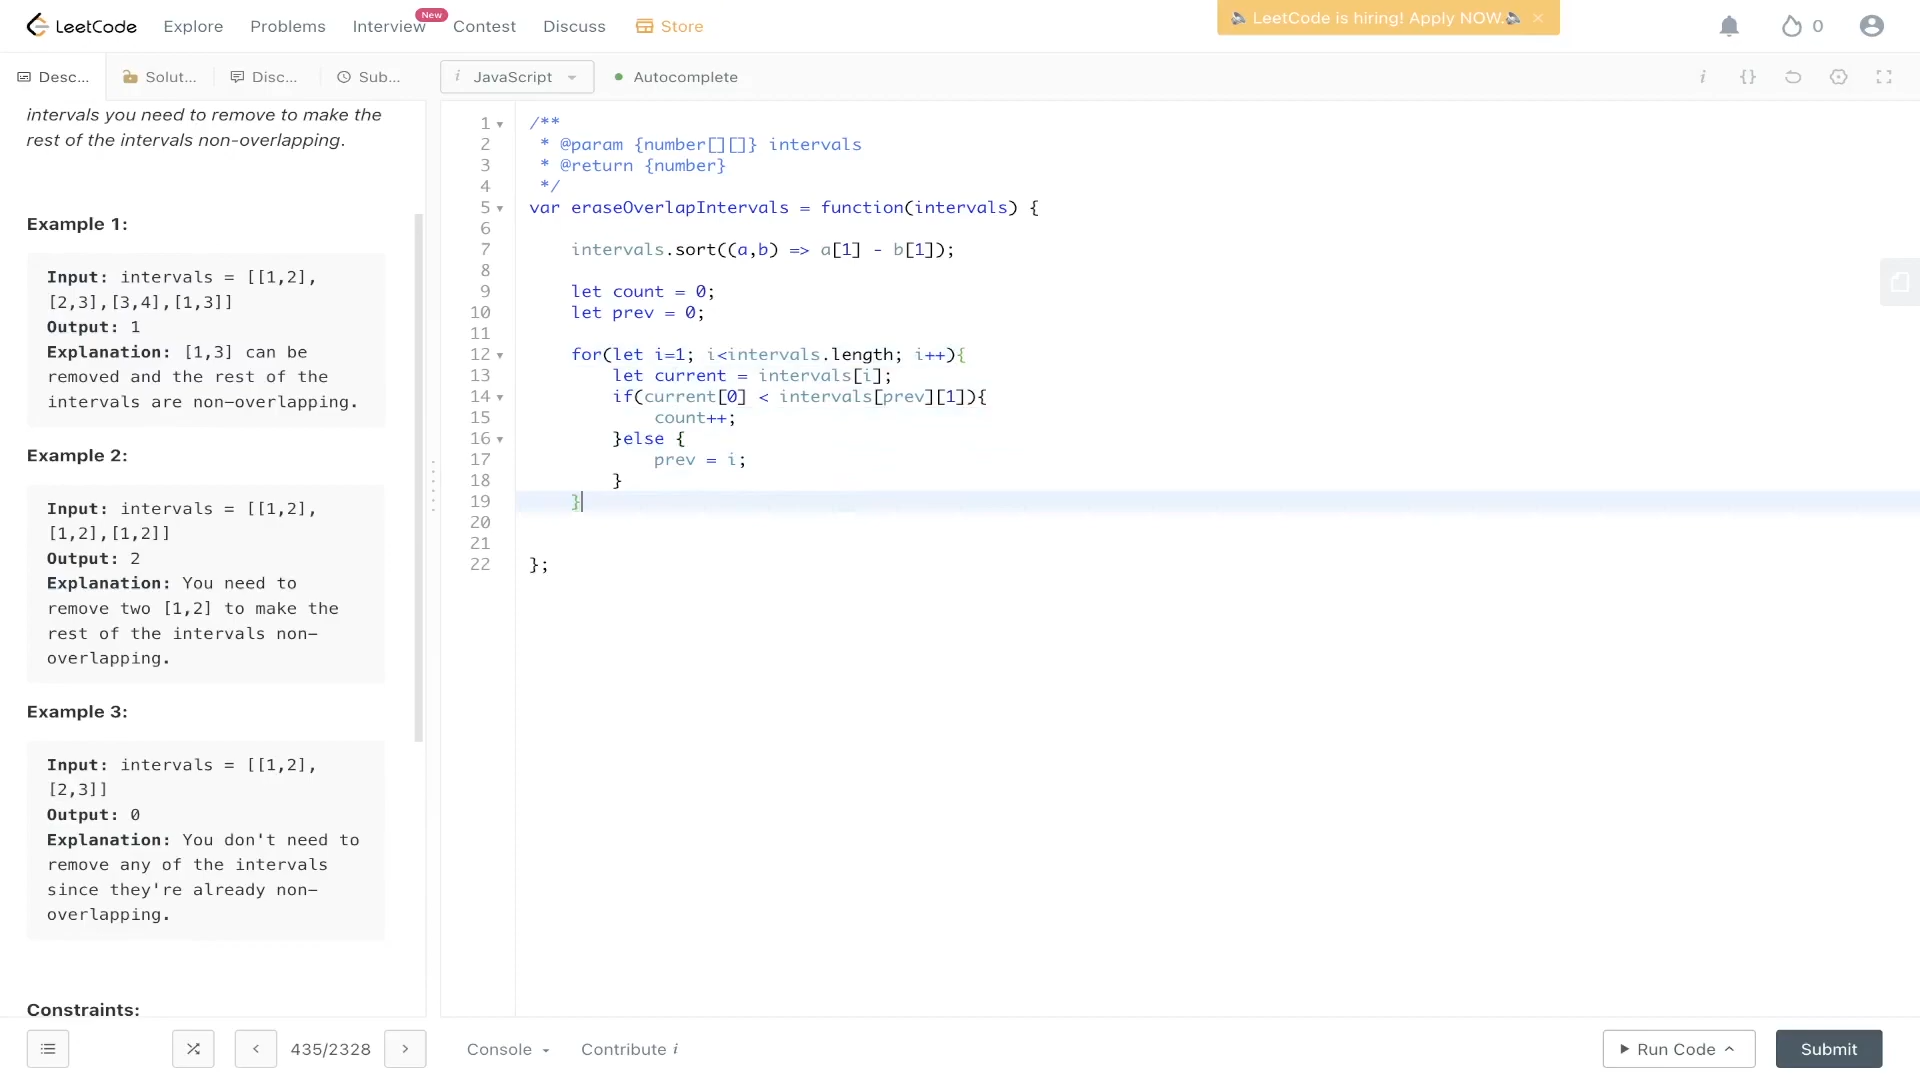 LeetCode
Explore
Problems
Interview
New
Contest
Discuss
Store
LeetCode is hiring! Apply NOW.
0
Desc...
Solut...
Disc...
Sub...
i JavaScript
Autocomplete
intervals you need to remove to make the
rest of the intervals non-overlapping.
Example 1:
Input: intervals = [[1,2],
[2,3],[3,4],[1,3]]
Output: 1
Explanation: [1,3] can be
removed and the rest of the
intervals are non-overlapping.
Example 2:
Input: intervals = [[1,2],
[1,2],[1,2]]
Output: 2
Explanation: You need to
remove two [1,2] to make the
rest of the intervals non-
overlapping.
Example 3:
Input: intervals = [[1,2],
[2,3]]
Output: 0
Explanation: You don't need to
remove any of the intervals
since they're already non-
overlapping.
Constraints:
1 /**
2  * @param {number[][]} intervals
3  * @return {number}
4  */
5 var eraseOverlapIntervals = function(intervals) {
6
7     intervals.sort((a,b) => a[1] - b[1]);
8
9     let count = 0;
10     let prev = 0;
11
12     for(let i=1; i<intervals.length; i++){
13         let current = intervals[i];
14         if(current[0] < intervals[prev][1]){
15             count++;
16         }else {
17             prev = i;
18         }
19     }
20
21
22 };
435/2328
Console
Contribute i
Run Code
Submit